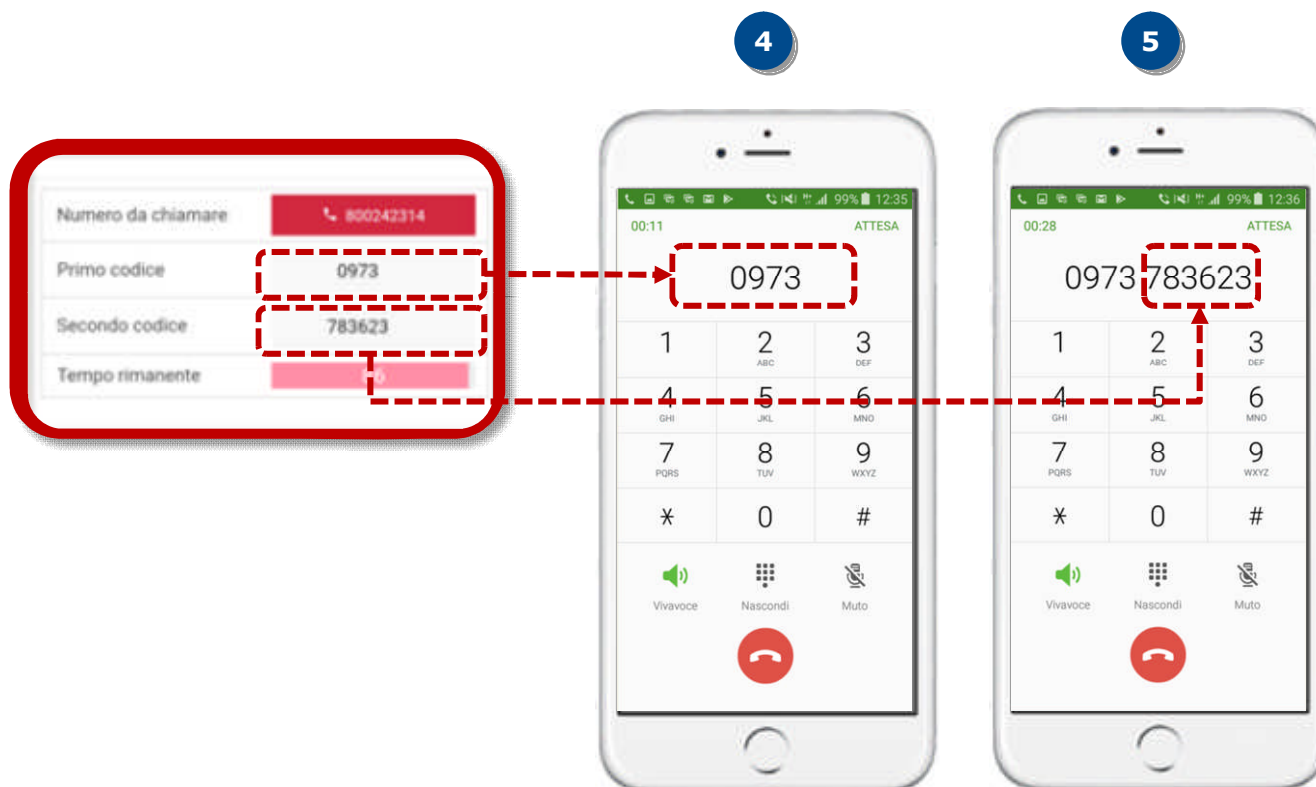 4
5
Numero da chiamare
800242314
Primo codice
0973
Secondo codice
783623
Tempo rimanente
99% 12:35
00:11
ATTESA
0973
1
2
ABC
3
DEF
4
GHI
5
JKL
6
MNO
7
PQRS
8
TUV
9
WXYZ
*
0
#
Vivavoce
Nascondi
Muto
99% 12:36
00:28
ATTESA
0973 783623
1
2
ABC
3
DEF
4
GHI
5
JKL
6
MNO
7
PQRS
8
TUV
9
WXYZ
*
0
#
Vivavoce
Nascondi
Muto